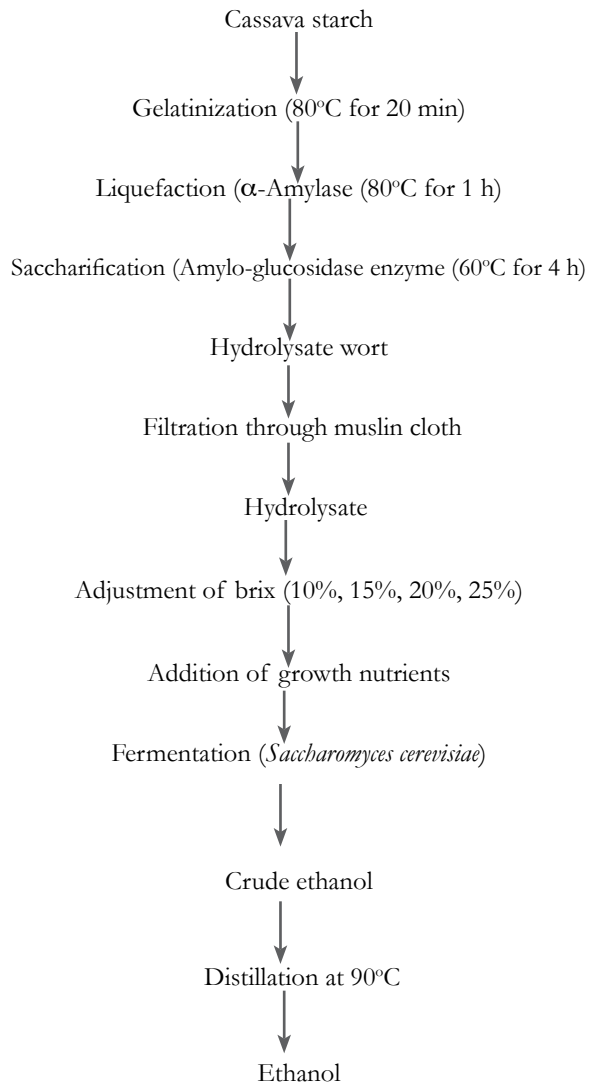 Cassava starch
Gelatinization (80°C for 20 min)
Liquefaction (α-Amylase (80°C for 1 h)
Saccharification (Amylo-glucosidase enzyme (60°C for 4 h)
Hydrolysate wort
Filtration through muslin cloth
Hydrolysate
Adjustment of brix (10%, 15%, 20%, 25%)
Addition of growth nutrients
Fermentation (Saccharomyces cerevisiae)
Crude ethanol
Distillation at 90°C
Ethanol